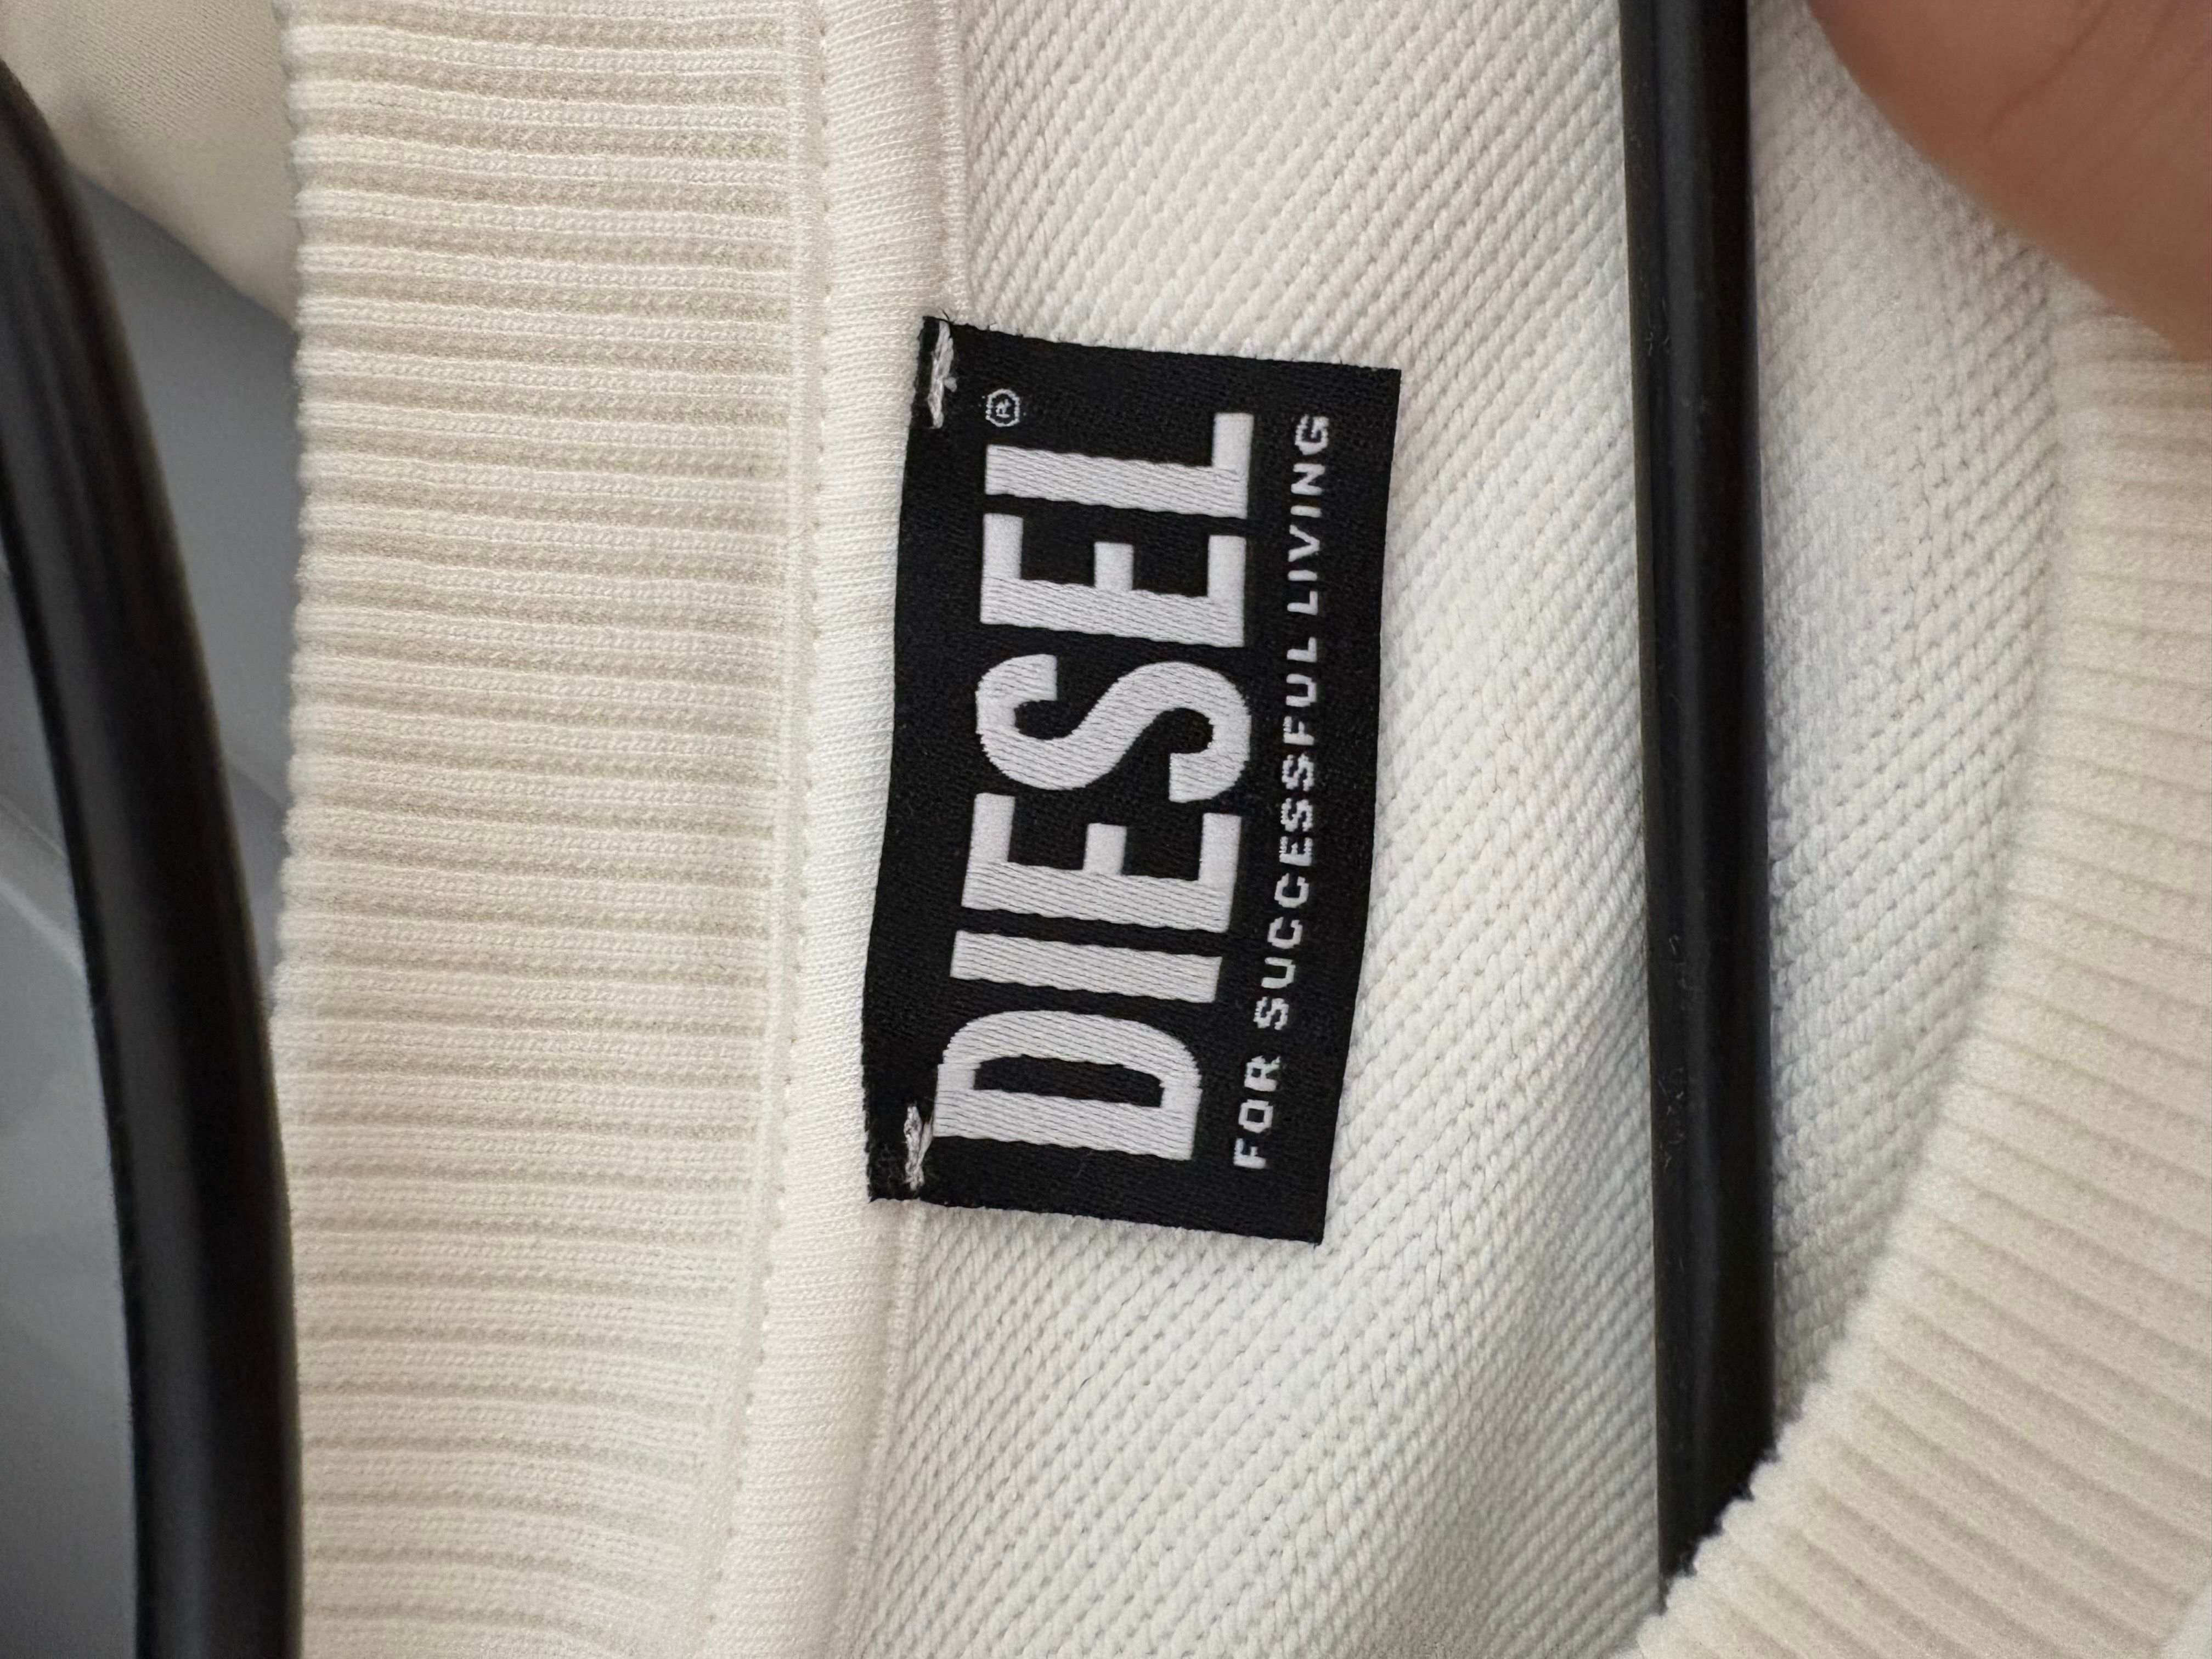 DIESEL®
FOR SUCCESSFUL LIVING